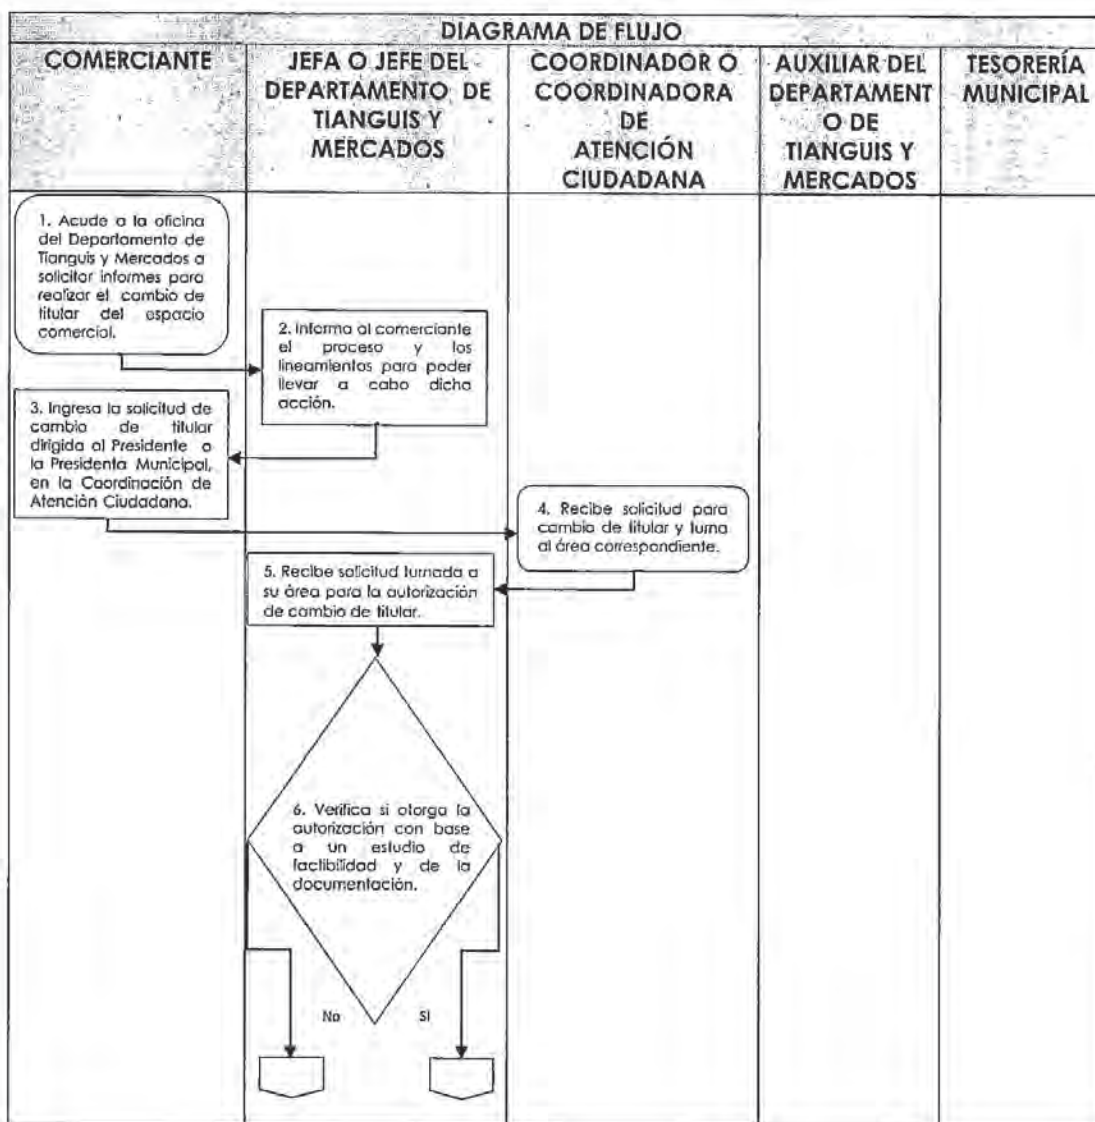 DIAGRAMA DE FLUJO
COMERCIANTE
JEFA O JEFE DEL
DEPARTAMENTO DE
TIANGUIS Y
MERCADOS
COORDINADOR O
COORDINADORA
DE
ATENCIÓN
CIUDADANA
AUXILIAR DEL
DEPARTAMENT
O DE
TIANGUIS Y
MERCADOS
TESORERÍA
MUNICIPAL
1. Acude a la oficina
del Departamento de
Tianguis y Mercados a
solicitar informes para
realizar el cambio de
titular del espacio
comercial.
2. Informa al comerciante
el proceso y los
lineamientos para poder
llevar a cabo dicha
acción.
3. Ingresa la solicitud de
cambio de titular
dirigida al Presidente o
la Presidenta Municipal,
en la Coordinación de
Atención Ciudadana.
4. Recibe solicitud para
cambio de titular y turna
al área correspondiente.
5. Recibe solicitud turnada a
su área para la autorización
de cambio de titular.
6. Verifica si otorga la
autorización con base
a un estudio de
factibilidad y de la
documentación.
No
SI